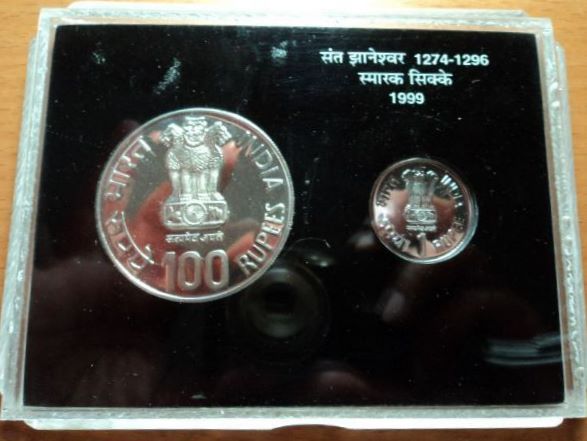 संत ज्ञानेश्वर 1274-1296
स्मारक सिक्के
1999
भारत INDIA
सत्यमेव जयते
रुपये 100 RUPEES
भारत INDIA
1